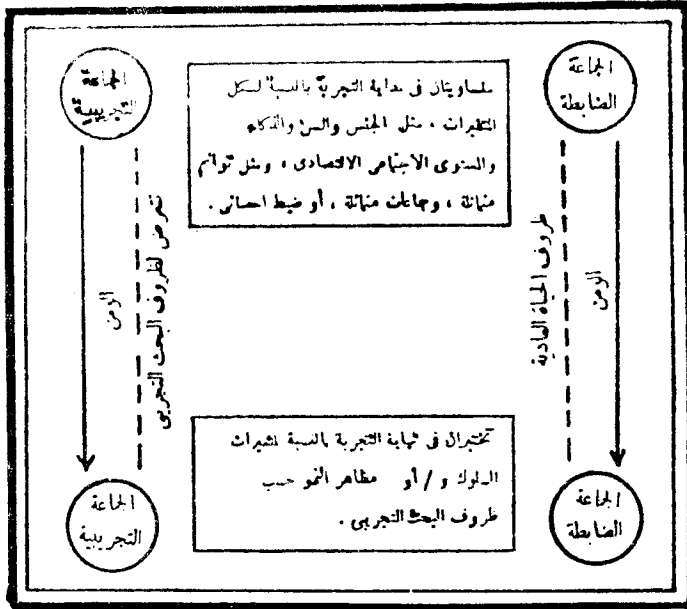 الجماعة
الضابطة
متساويتان فى بداية التجربة بالنسبة لكل
المتغيرات ، مثل الجنس والسن والذكاء
والمستوى الاجتماعى الاقتصادى ، ومثل توائم
متماثلة ، وجماعات متماثلة ، أو ضبط احصائى .
الجماعة
التجريبية
ظروف الحياة العادية
الزمن
تتعرض لظروف البحث التجريبى
الزمن
الجماعة
الضابطة
تختبران فى نهاية التجربة بالنسبة لمتغيرات
السلوك و / أو مظاهر النمو حسب
ظروف البحث التجريبى .
الجماعة
التجريبية